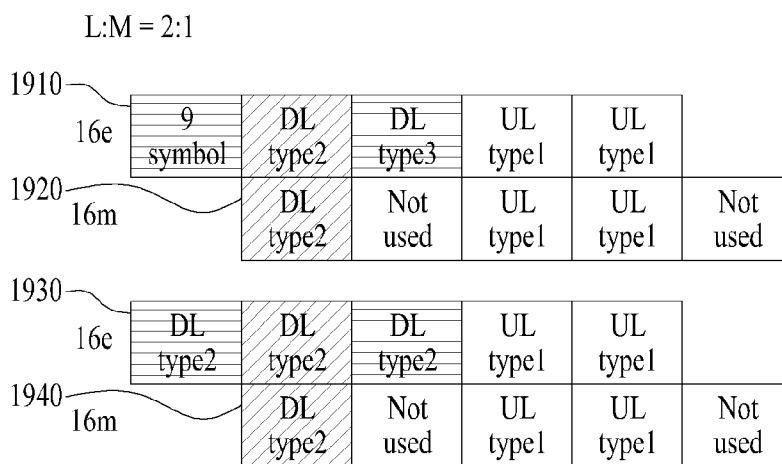 L:M = 2:1
1910
16e
9 symbol
DL type2
DL type3
UL type1
UL type1
1920
16m
DL type2
Not used
UL type1
UL type1
Not used
1930
16e
DL type2
DL type2
DL type2
UL type1
UL type1
1940
16m
DL type2
Not used
UL type1
UL type1
Not used